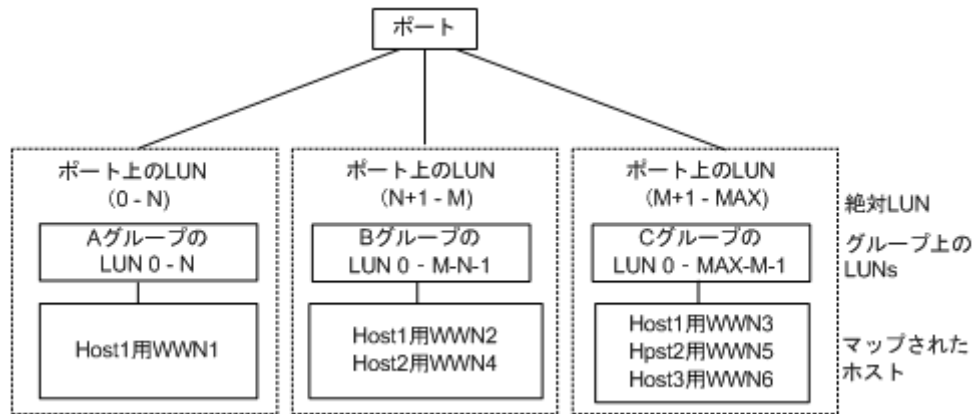 ポート
ポート上のLUN
(0 - N)
Aグループの
LUN 0 - N
Host1用WWN1
ポート上のLUN
(N+1 - M)
Bグループの
LUN 0 - M-N-1
Host1用WWN2
Host2用WWN4
ポート上のLUN
(M+1 - MAX)
Cグループの
LUN 0 - MAX-M-1
Host1用WWN3
Hpst2用WWN5
Host3用WWN6
絶対LUN
グループ上の
LUNs
マップされた
ホスト